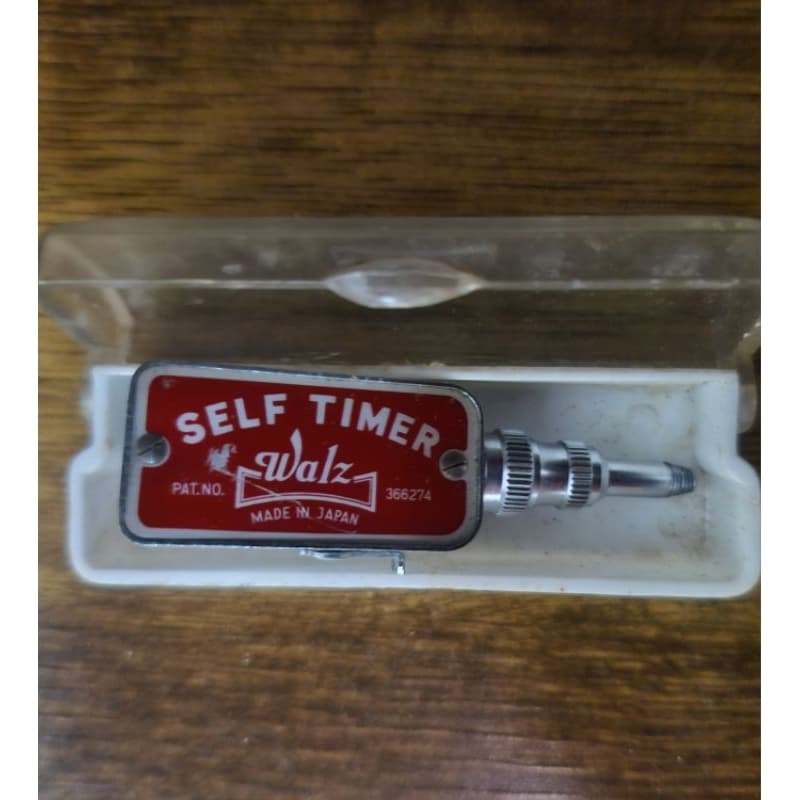 SELF TIMER
Walz
PAT. NO. 366274
MADE IN JAPAN